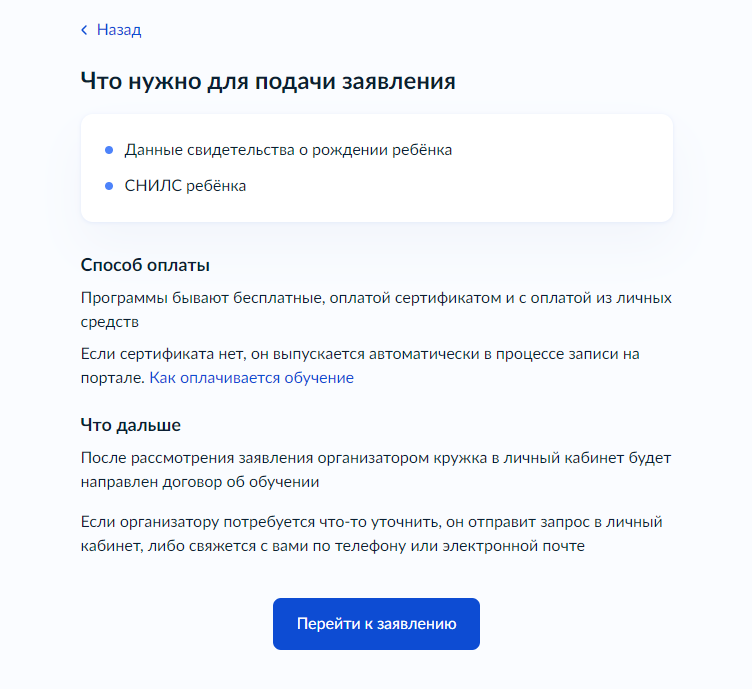 Назад
Что нужно для подачи заявления
Данные свидетельства о рождении ребёнка
СНИЛС ребёнка
Способ оплаты
Программы бывают бесплатные, оплатой сертификатом и с оплатой из личных
средств
Если сертификата нет, он выпускается автоматически в процессе записи на
портале. Как оплачивается обучение
Что дальше
После рассмотрения заявления организатором кружка в личный кабинет будет
направлен договор об обучении
Если организатору потребуется что-то уточнить, он отправит запрос в личный
кабинет, либо свяжется с вами по телефону или электронной почте
Перейти к заявлению